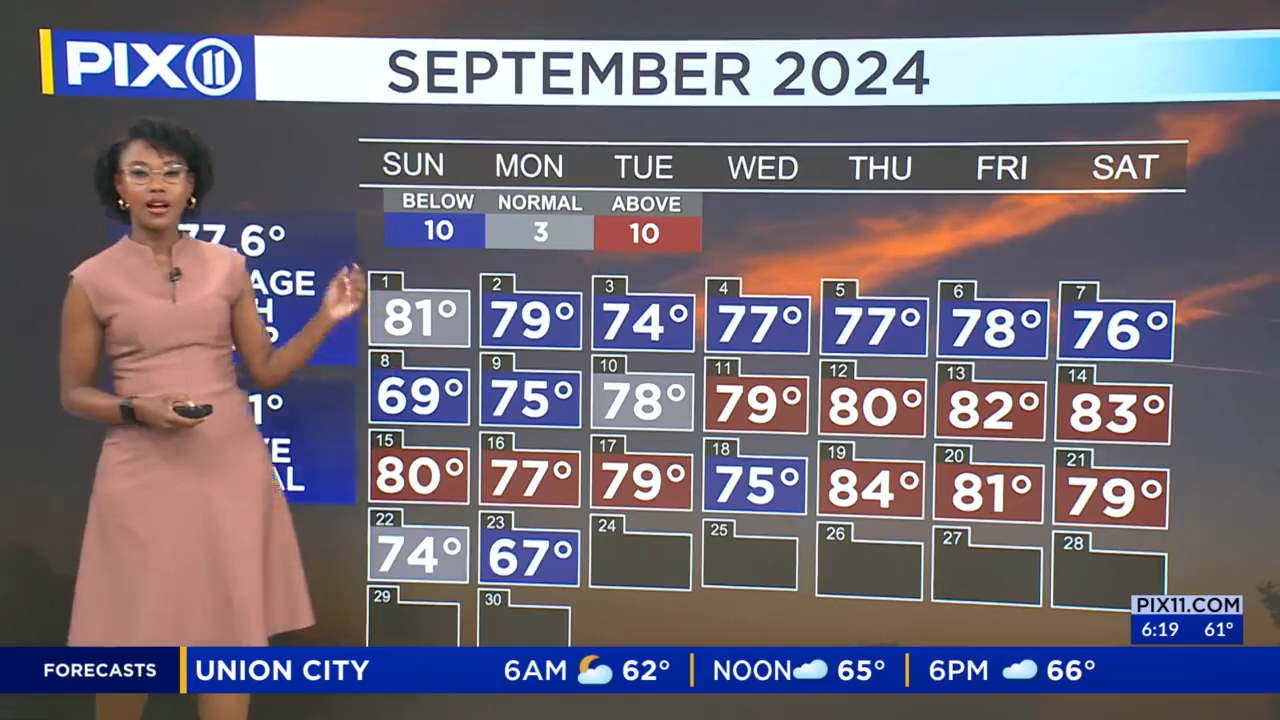 PIX 11
SEPTEMBER 2024
SUN MON TUE WED THU FRI SAT
BELOW NORMAL ABOVE
10 3 10
77.6°
1 2 3 4 5 6 7
81° 79° 74° 77° 77° 78° 76°
8 9 10 11 12 13 14
69° 75° 78° 79° 80° 82° 83°
15 16 17 18 19 20 21
80° 77° 79° 75° 84° 81° 79°
22 23 24 25 26 27 28
74° 67°
29 30
PIX11.COM
6:19 61°
FORECASTS UNION CITY 6AM 62° NOON 65° 6PM 66°